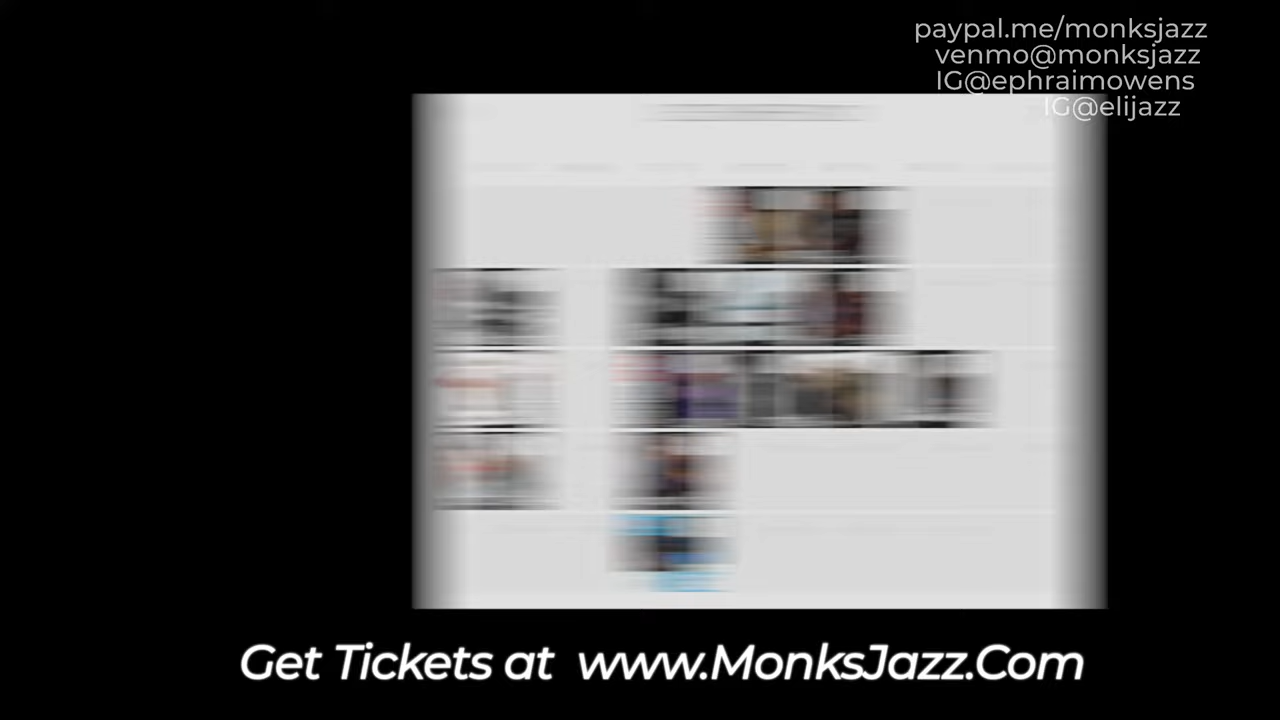 paypal.me/monksjazz
venmo@monksjazz
IG@ephraimowens
IG@elijazz
Get Tickets at www.MonksJazz.Com